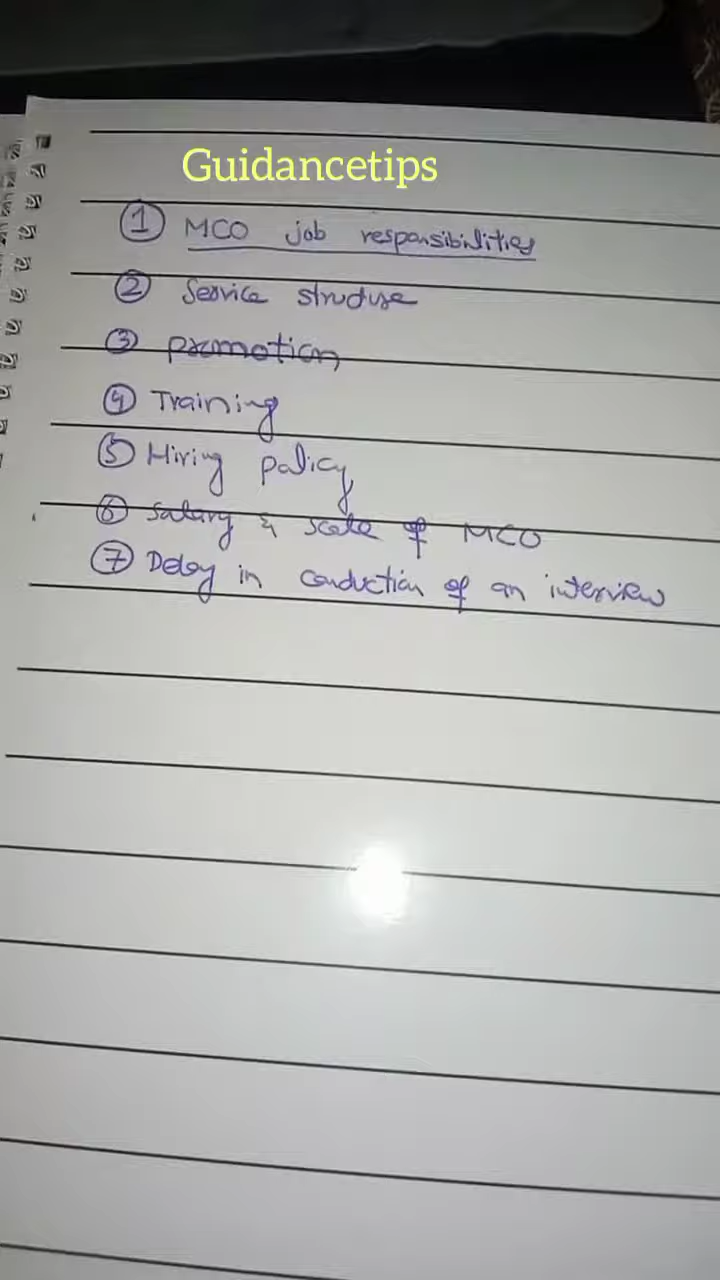 Guidancetips
① MCO job responsibilities
② Service structure
③ promotion
④ Training
⑤ Hiring policy
⑥ Salary & scale of MCO
⑦ Delay in conduction of an interview